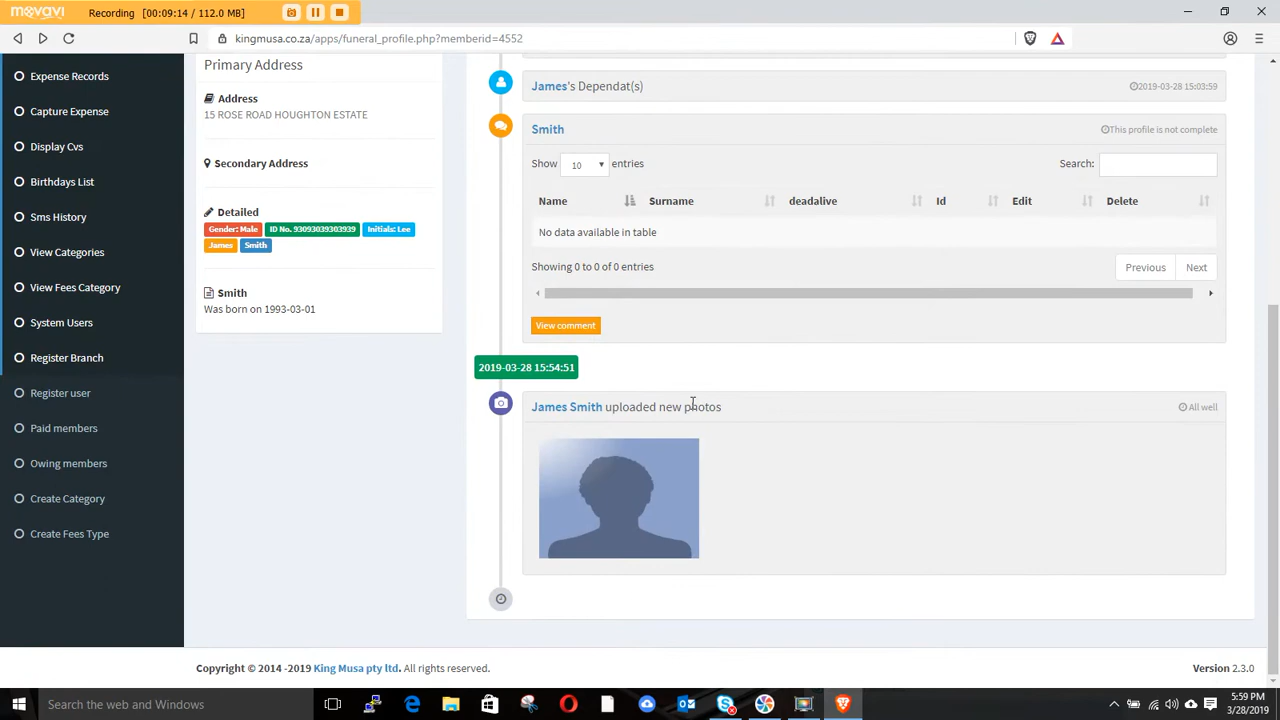 movavi
Recording [00:09:14 / 112.0 MB]
kingmusa.co.za/apps/funeral_profile.php?memberid=4552
Expense Records
Capture Expense
Display Cvs
Birthdays List
Sms History
View Categories
View Fees Category
System Users
Register Branch
Register user
Paid members
Owing members
Create Category
Create Fees Type
Primary Address
Address
15 ROSE ROAD HOUGHTON ESTATE
Secondary Address
Detailed
Gender: Male ID No. 93093039303939 Initials: Lee
James Smith
Smith
Was born on 1993-03-01
James's Dependat(s) 2019-03-28 15:03:59
Smith This profile is not complete
Show 10 entries Search:
Name Surname deadalive Id Edit Delete
No data available in table
Showing 0 to 0 of 0 entries Previous Next
View comment
2019-03-28 15:54:51
James Smith uploaded new photos All well
Copyright © 2014 -2019 King Musa pty ltd. All rights reserved. Version 2.3.0
Search the web and Windows
5:59 PM
3/28/2019